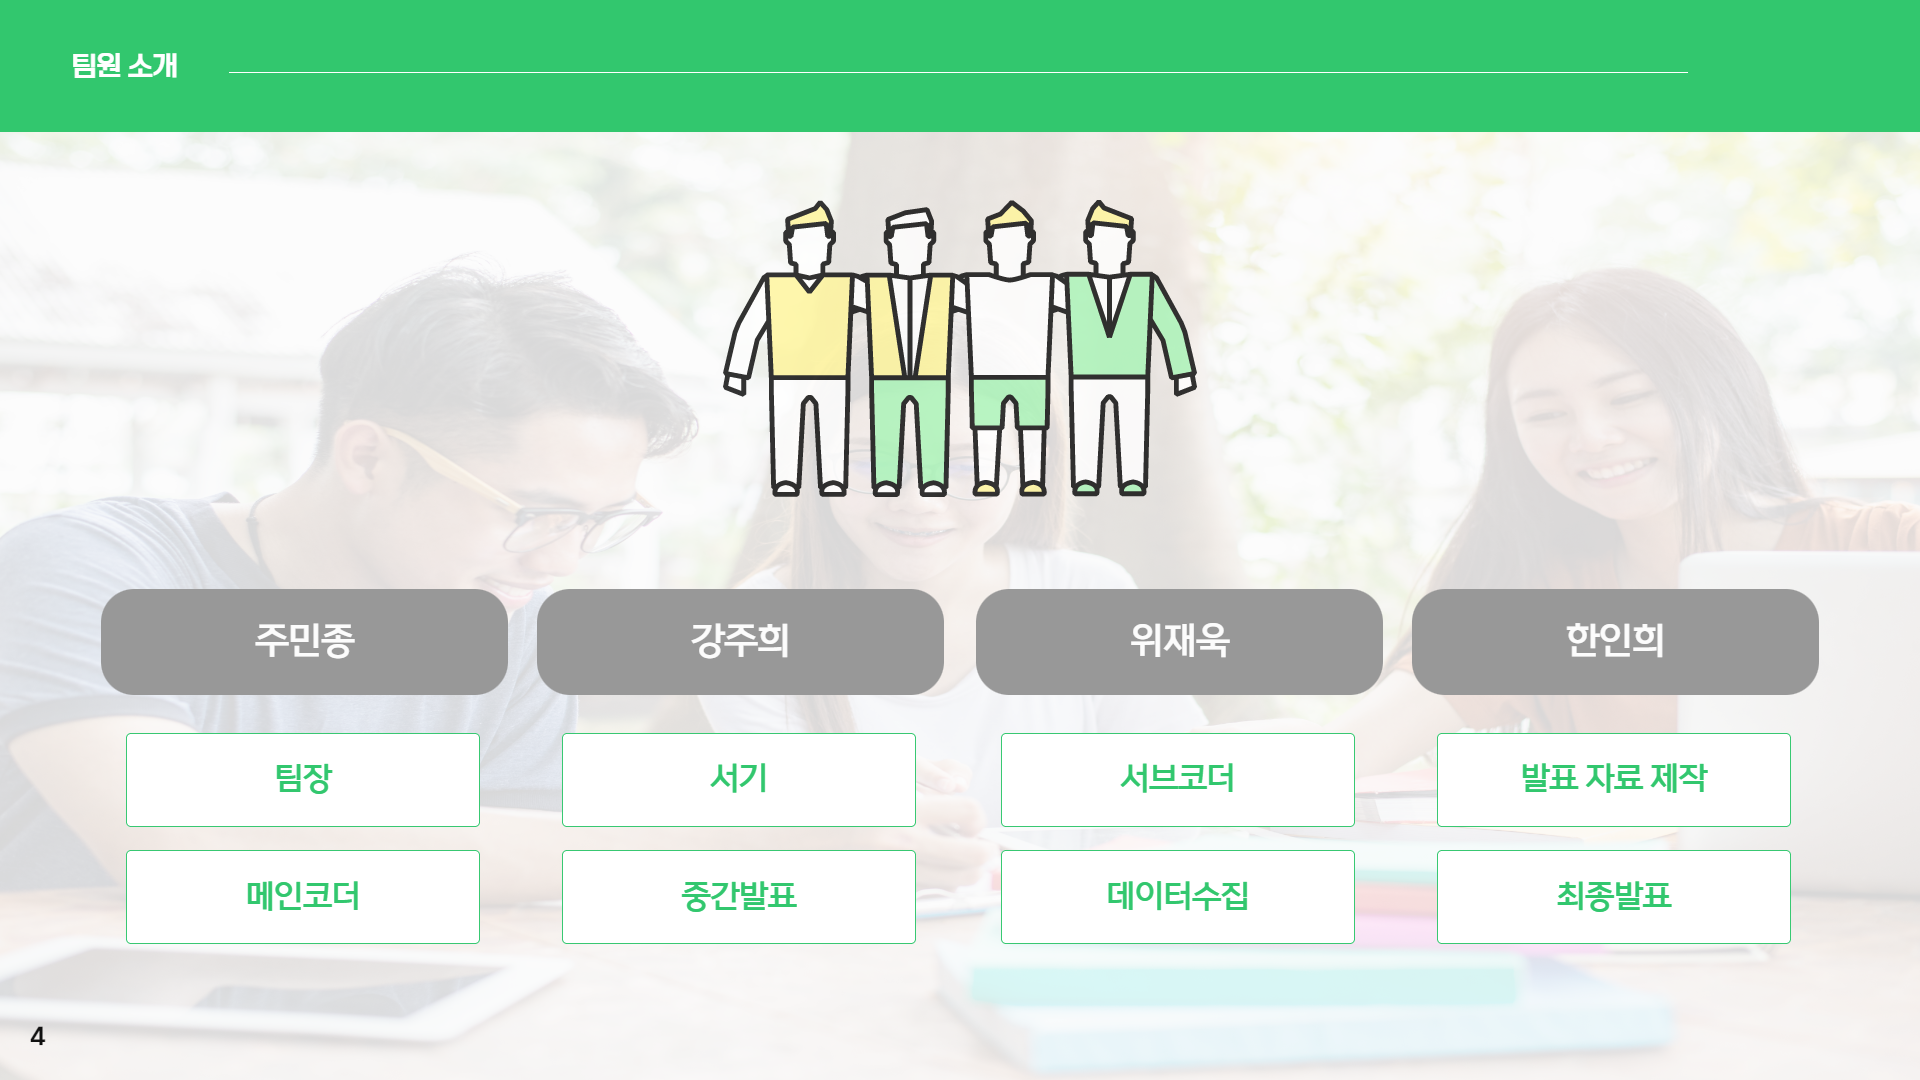 팀원 소개
주민종
강주희
위재욱
한인희
팀장
서기
서브코더
발표 자료 제작
메인코더
중간발표
데이터수집
최종발표
4